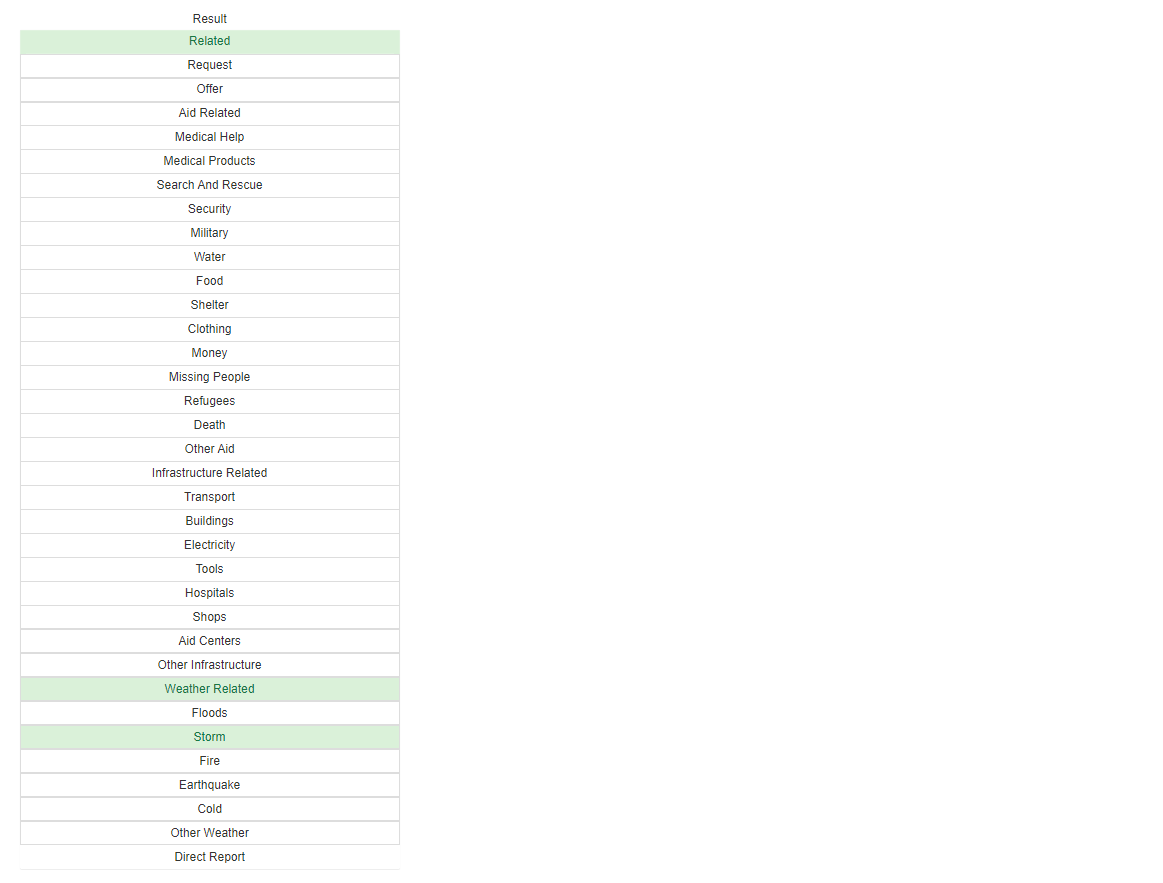 Result
Related
Request
Offer
Aid Related
Medical Help
Medical Products
Search And Rescue
Security
Military
Water
Food
Shelter
Clothing
Money
Missing People
Refugees
Death
Other Aid
Infrastructure Related
Transport
Buildings
Electricity
Tools
Hospitals
Shops
Aid Centers
Other Infrastructure
Weather Related
Floods
Storm
Fire
Earthquake
Cold
Other Weather
Direct Report